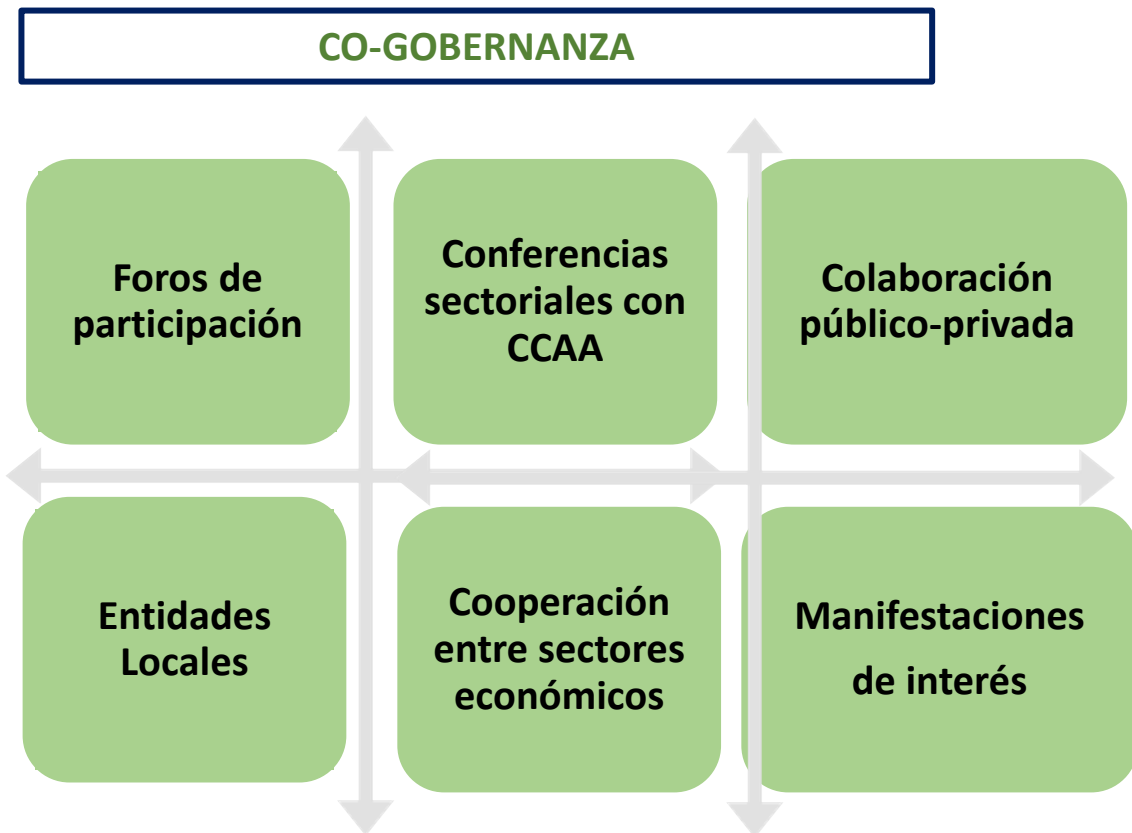 CO-GOBERNANZA
Foros de
participación
Conferencias
sectoriales con
CCAA
Colaboración
público-privada
Entidades
Locales
Cooperación
entre sectores
económicos
Manifestaciones
de interés